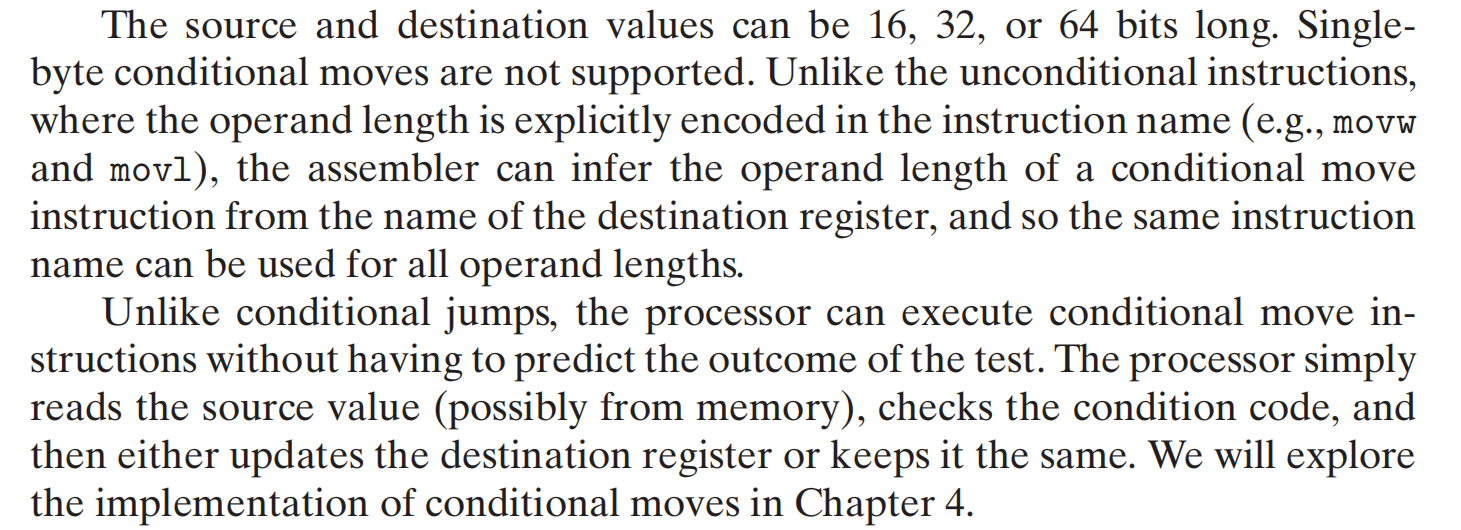 The source and destination values can be 16, 32, or 64 bits long. Single-
byte conditional moves are not supported. Unlike the unconditional instructions,
where the operand length is explicitly encoded in the instruction name (e.g., movw
and movl), the assembler can infer the operand length of a conditional move
instruction from the name of the destination register, and so the same instruction
name can be used for all operand lengths.
Unlike conditional jumps, the processor can execute conditional move in-
structions without having to predict the outcome of the test. The processor simply
reads the source value (possibly from memory), checks the condition code, and
then either updates the destination register or keeps it the same. We will explore
the implementation of conditional moves in Chapter 4.